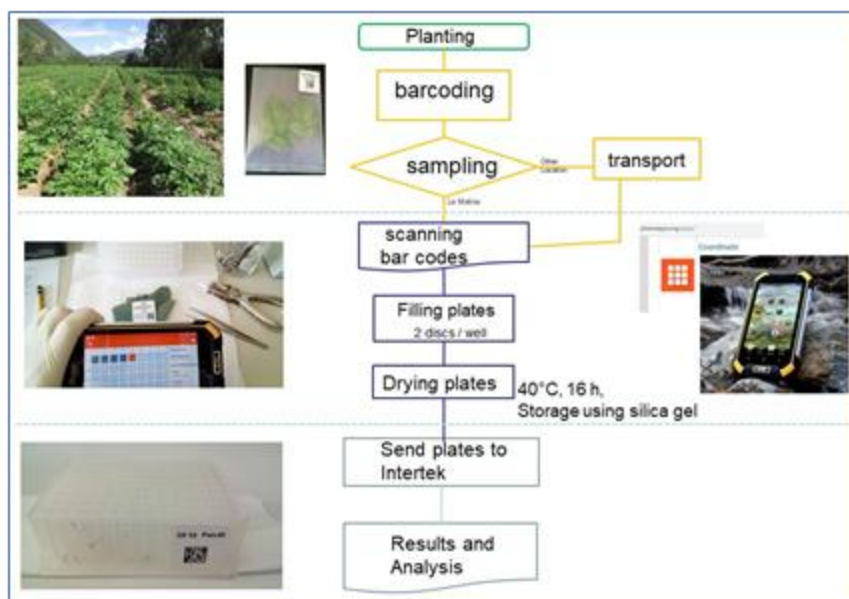 Planting
barcoding
sampling
Other
Location
transport
La Molina
scanning
bar codes
Coordinate
Filling plates
2 discs / well
Drying plates
40°C, 16 h,
Storage using silica gel
Send plates to
Intertek
Results and
Analysis